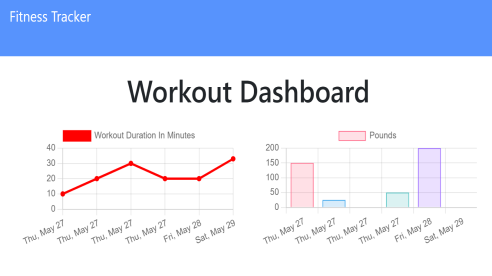 Fitness Tracker
Workout Dashboard
Workout Duration In Minutes
40
30
20
10
0
Thu, May 27
Thu, May 27
Thu, May 27
Thu, May 27
Fri, May 28
Sat, May 29
Pounds
200
150
100
50
0
Thu, May 27
Thu, May 27
Thu, May 27
Thu, May 27
Fri, May 28
Sat, May 29